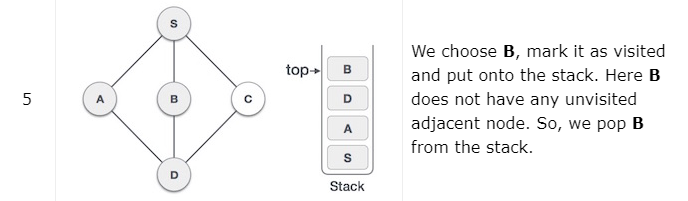 5
S
A
B
C
D
top
B
D
A
S
Stack
We choose B, mark it as visited
and put onto the stack. Here B
does not have any unvisited
adjacent node. So, we pop B
from the stack.